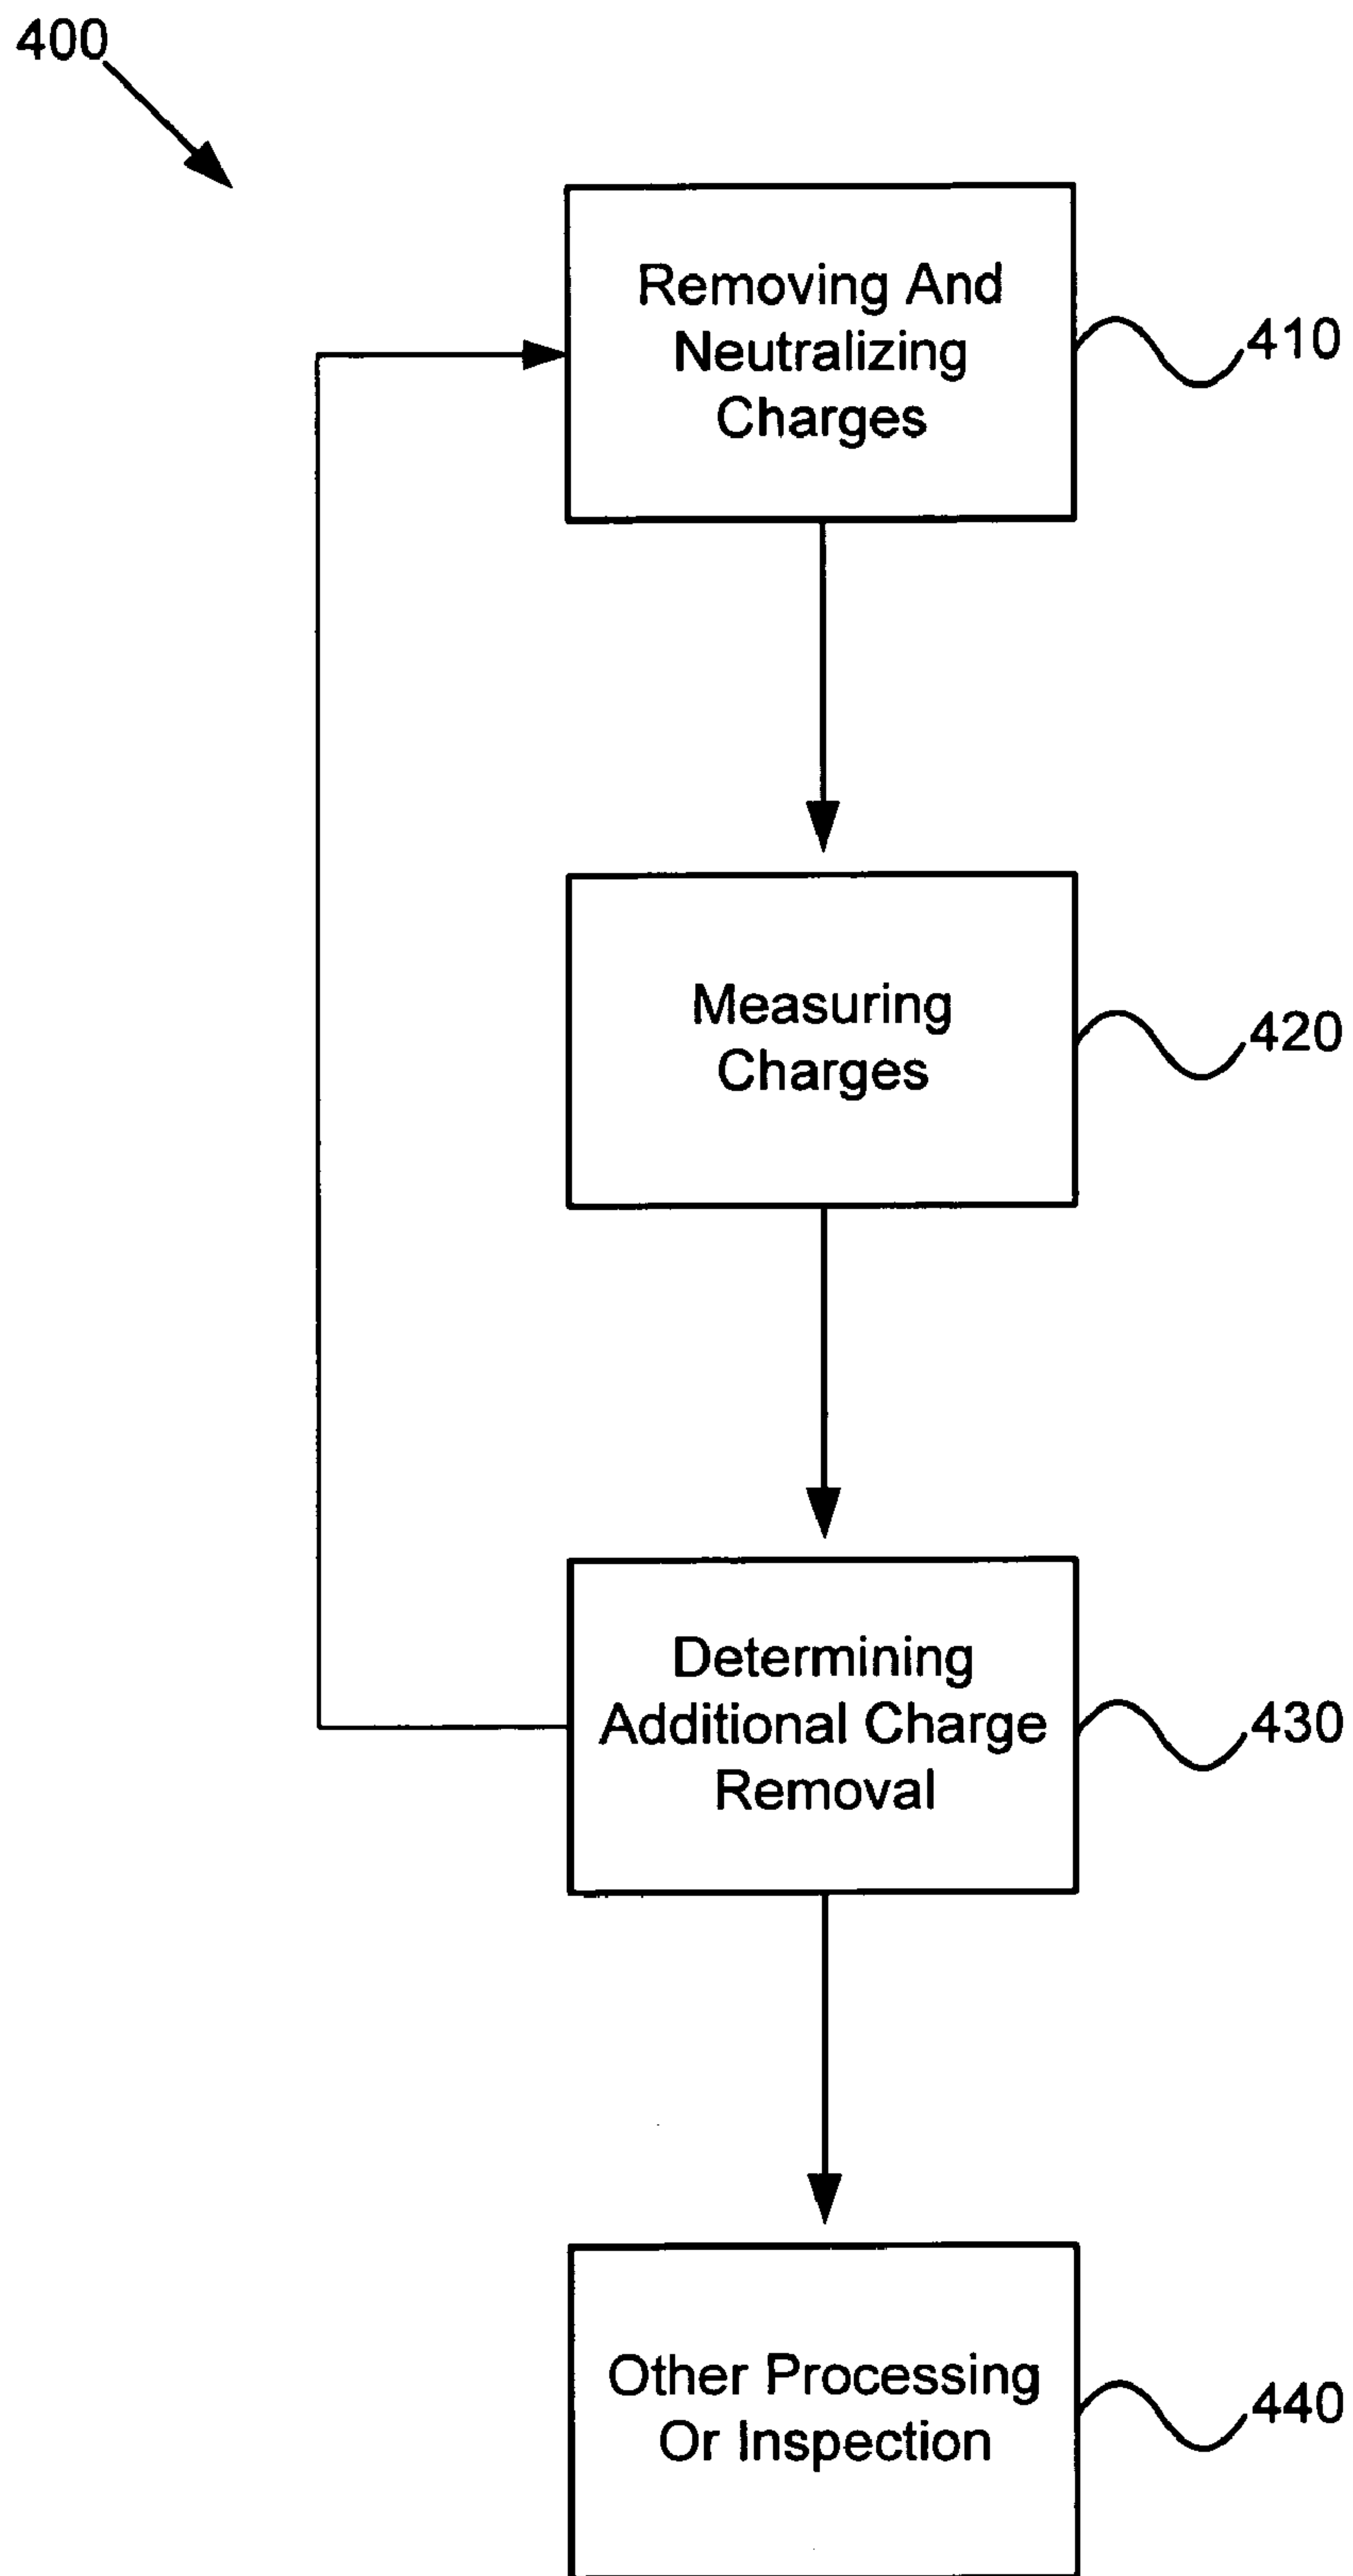 400
Removing And
Neutralizing
Charges
410
Measuring
Charges
420
Determining
Additional Charge
Removal
430
Other Processing
Or Inspection
440